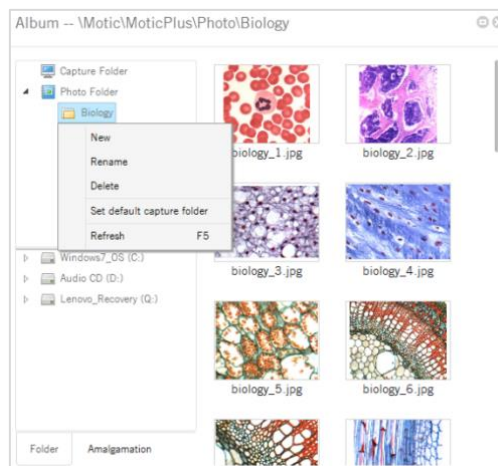 Album -- \Motic\MoticPlus\Photo\Biology
Capture Folder
Photo Folder
Biology
New
Rename
Delete
Set default capture folder
Refresh F5
Windows7_OS (C:)
Audio CD (D:)
Lenovo_Recovery (Q:)
biology_1.jpg
biology_2.jpg
biology_3.jpg
biology_4.jpg
biology_5.jpg
biology_6.jpg
Folder
Amalgamation